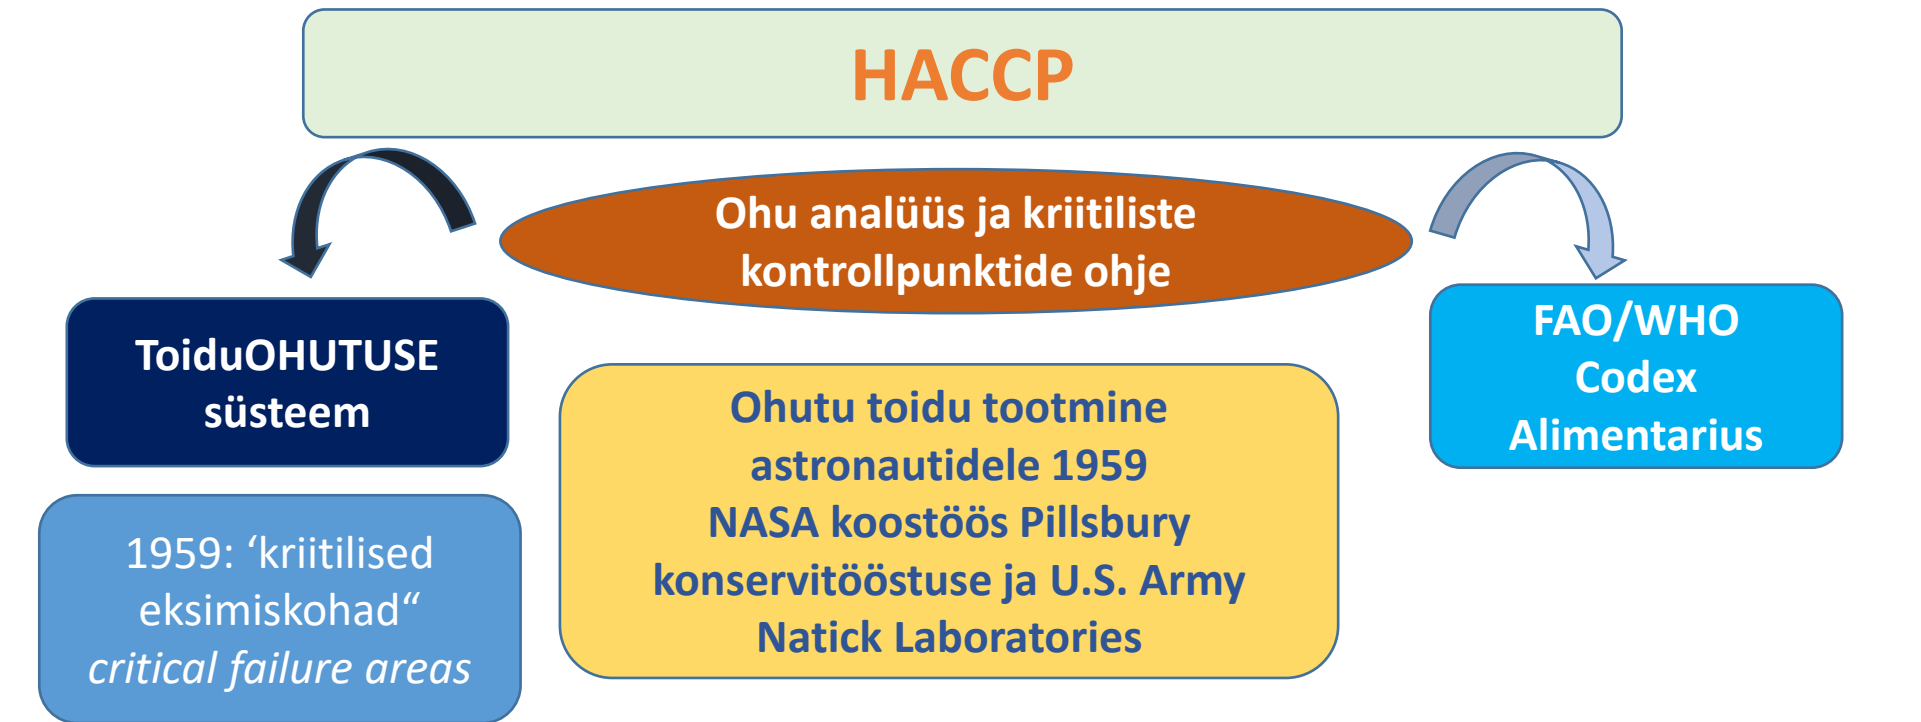 HACCP
Ohu analüüs ja kriitiliste
kontrollpunktide ohje
ToiduOHUTUSE
süsteem
FAO/WHO
Codex
Alimentarius
Ohutu toidu tootmine
astronautidele 1959
NASA koostöös Pillsbury
konservitööstuse ja U.S. Army
Natick Laboratories
1959: ‘kriitilised
eksimiskohad“
critical failure areas